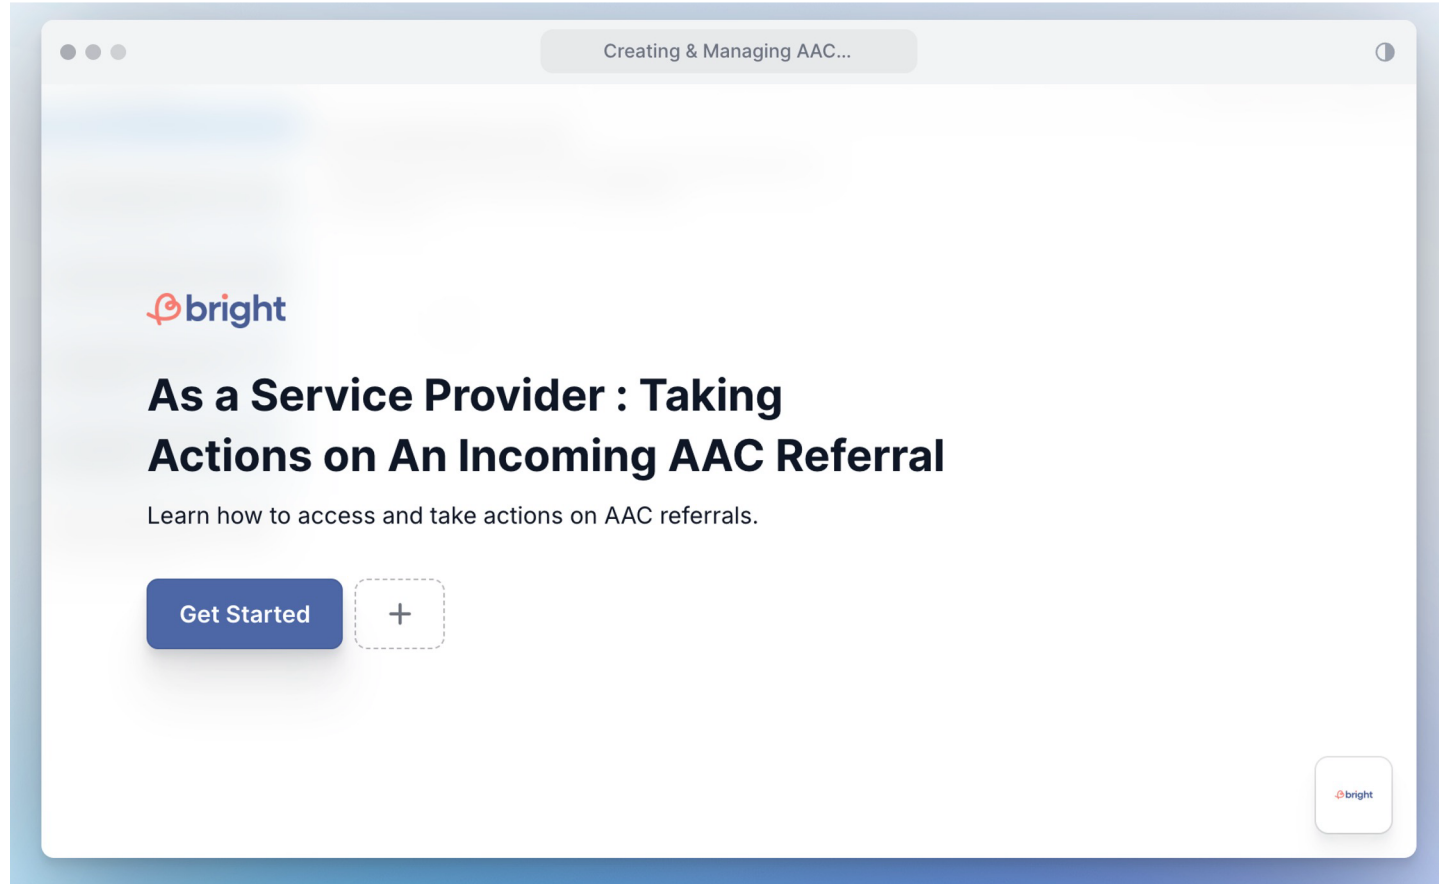 Creating & Managing AAC...
bright
As a Service Provider : Taking
Actions on An Incoming AAC Referral
Learn how to access and take actions on AAC referrals.
Get Started
bright